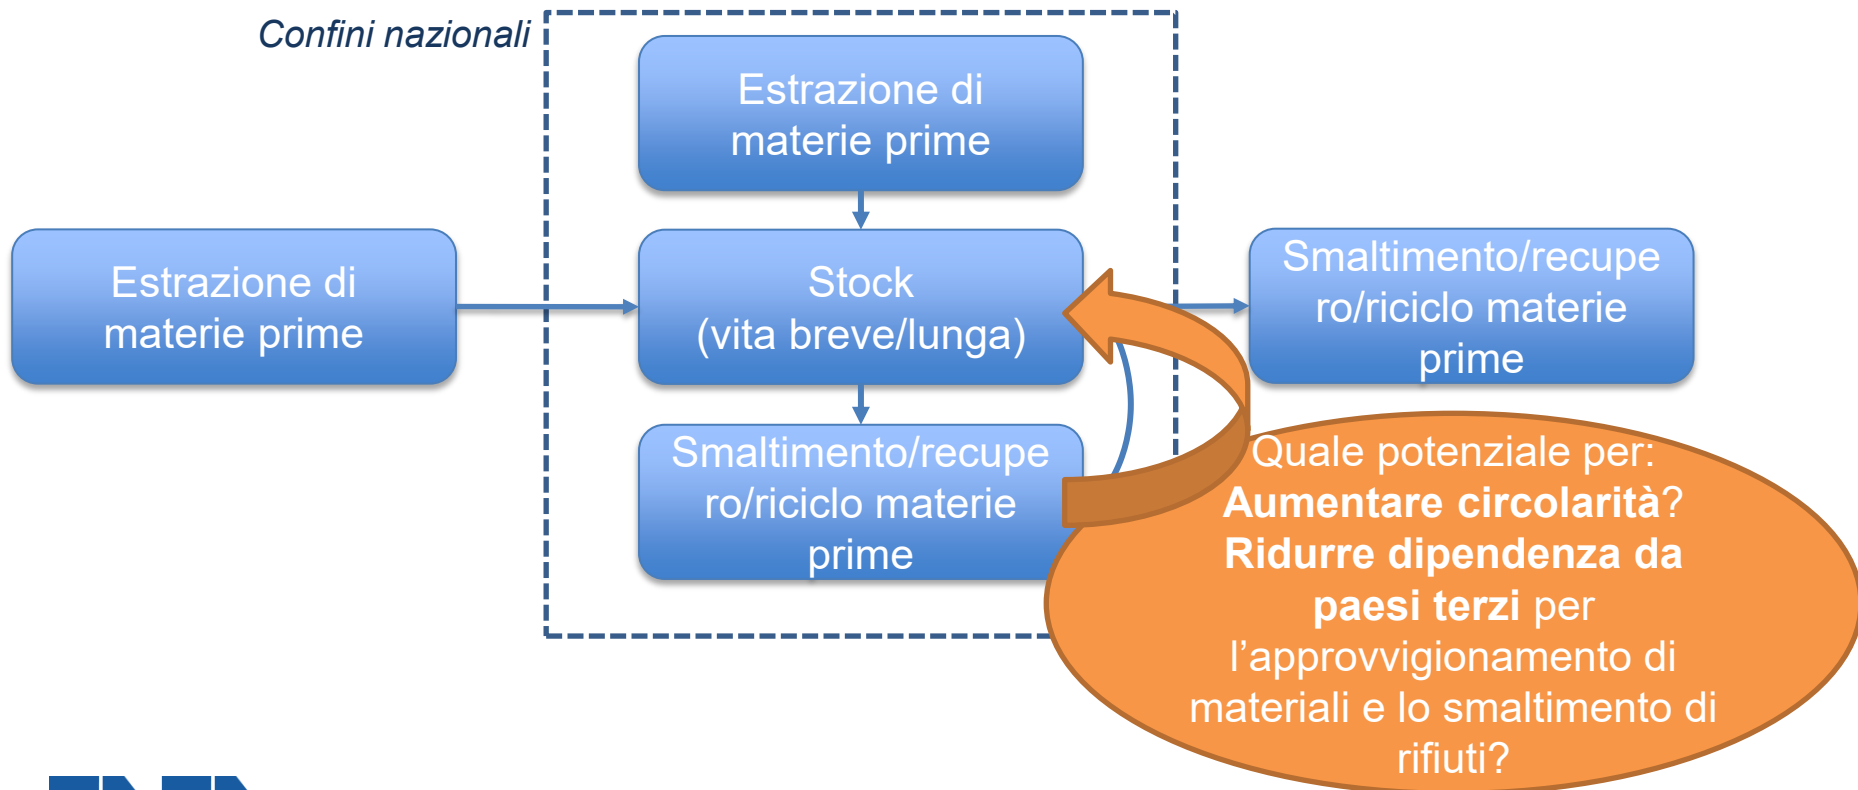 Confini nazionali
Estrazione di
materie prime
Estrazione di
materie prime
Stock
(vita breve/lunga)
Smaltimento/recupe
ro/riciclo materie
prime
Smaltimento/recupe
ro/riciclo materie
prime
Quale potenziale per:
Aumentare circolarità?
Ridurre dipendenza da
paesi terzi per
l’approvvigionamento di
materiali e lo smaltimento di
rifiuti?